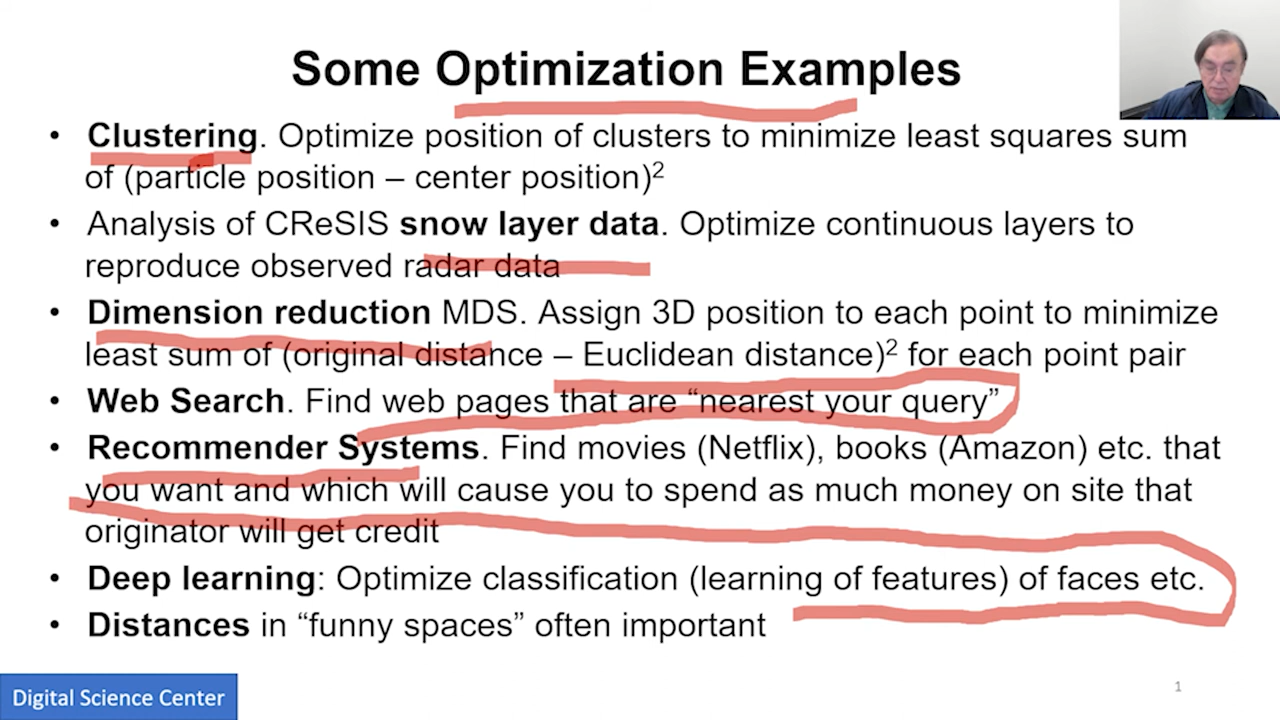 Some Optimization Examples
• Clustering. Optimize position of clusters to minimize least squares sum
of (particle position – center position)²
• Analysis of CReSIS snow layer data. Optimize continuous layers to
reproduce observed radar data
• Dimension reduction MDS. Assign 3D position to each point to minimize
least sum of (original distance – Euclidean distance)² for each point pair
• Web Search. Find web pages that are “nearest your query”
• Recommender Systems. Find movies (Netflix), books (Amazon) etc. that
you want and which will cause you to spend as much money on site that
originator will get credit
• Deep learning: Optimize classification (learning of features) of faces etc.
• Distances in “funny spaces” often important
Digital Science Center
1